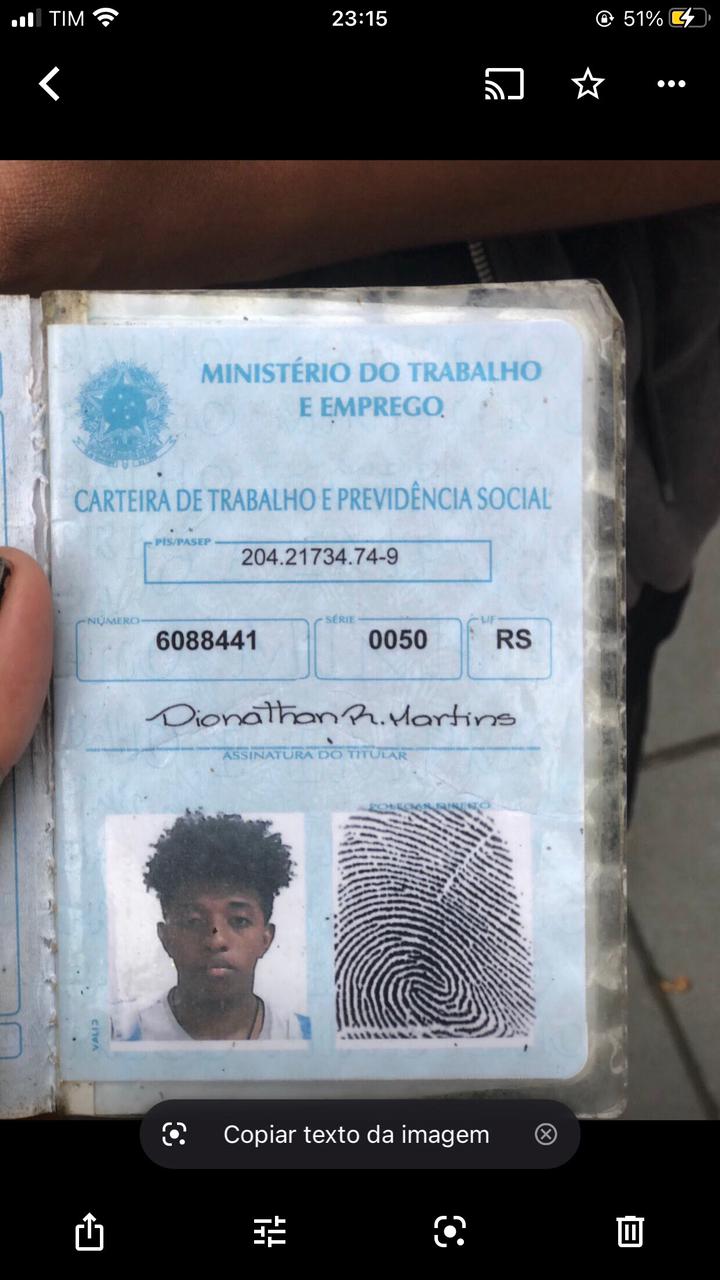 TIM
23:15
51%
MINISTÉRIO DO TRABALHO
E EMPREGO
CARTEIRA DE TRABALHO E PREVIDÊNCIA SOCIAL
PIS/PASEP
204.21734.74-9
NÚMERO SÉRIE UF
6088441 0050 RS
Dionathan R. Martins
ASSINATURA DO TITULAR
POLEGAR DIREITO
Copiar texto da imagem